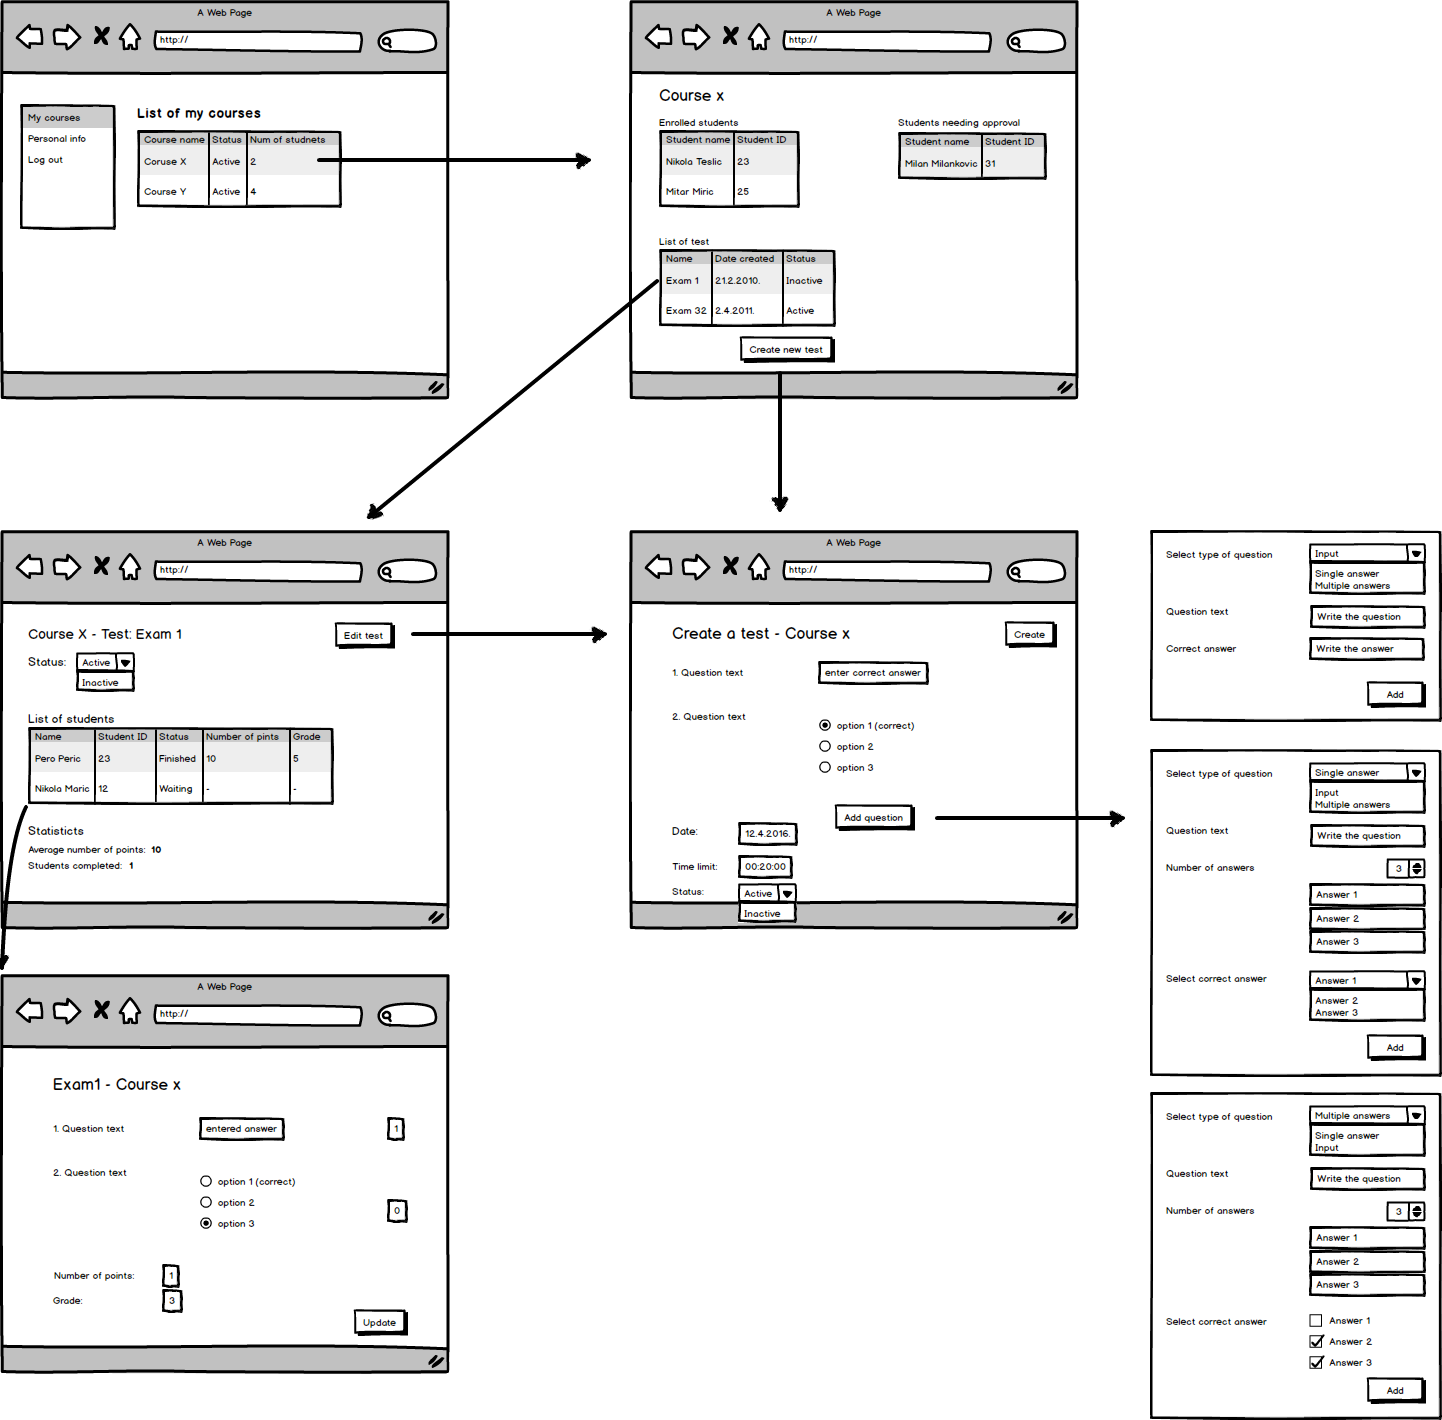 A Web Page
http://
My courses
Personal info
Log out
List of my courses
Course name Status Num of studnets
Coruse X Active 2
Course Y Active 4
A Web Page
http://
Course x
Enrolled students
Student name Student ID
Nikola Teslic 23
Mitar Miric 25
Students needing approval
Student name Student ID
Milan Milankovic 31
List of test
Name Date created Status
Exam 1 21.2.2010. Inactive
Exam 32 2.4.2011. Active
Create new test
A Web Page
http://
Course X - Test: Exam 1
Edit test
Status: Active
Inactive
List of students
Name Student ID Status Number of pints Grade
Pero Peric 23 Finished 10 5
Nikola Maric 12 Waiting - -
Statisticts
Average number of points: 10
Students completed: 1
A Web Page
http://
Create a test - Course x
Create
1. Question text enter correct answer
2. Question text
option 1 (correct)
option 2
option 3
Add question
Date: 12.4.2016.
Time limit: 00:20:00
Status: Active
Inactive
Select type of question Input
Single answer
Multiple answers
Question text Write the question
Correct answer Write the answer
Add
Select type of question Single answer
Input
Multiple answers
Question text Write the question
Number of answers 3
Answer 1
Answer 2
Answer 3
Select correct answer Answer 1
Answer 2
Answer 3
Add
Select type of question Multiple answers
Single answer
Input
Question text Write the question
Number of answers 3
Answer 1
Answer 2
Answer 3
Select correct answer Answer 1
Answer 2
Answer 3
Add
A Web Page
http://
Exam1 - Course x
1. Question text entered answer 1
2. Question text
option 1 (correct)
option 2 0
option 3
Number of points: 1
Grade: 3
Update